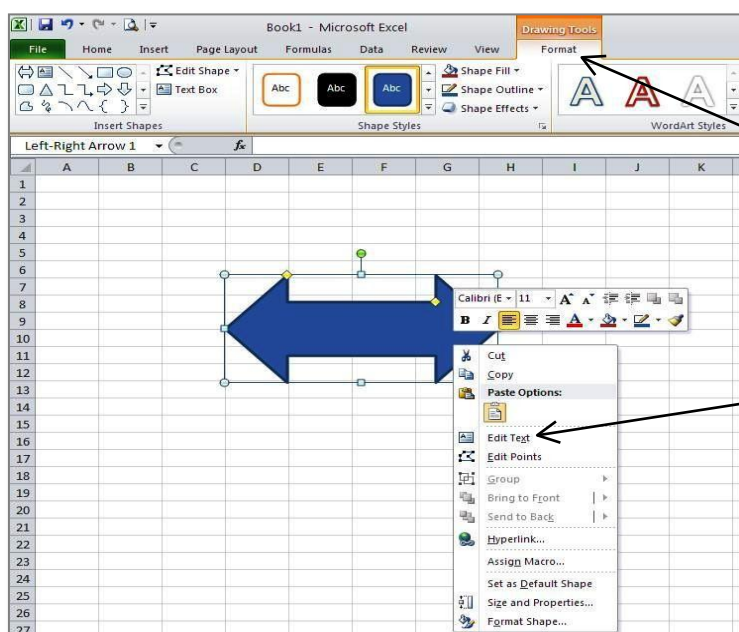 Book1 - Microsoft Excel
Drawing Tools
File Home Insert Page Layout Formulas Data Review View Format
Edit Shape
Text Box
Abc Abc Abc
Shape Fill
Shape Outline
Shape Effects
A A A
Insert Shapes Shape Styles WordArt Styles
Left-Right Arrow 1 fx
A B C D E F G H I J K
1
2
3
4
5
6
7
8
9
10
11
12
13
14
15
16
17
18
19
20
21
22
23
24
25
26
27
Calibri (E 11 A A
B I A
Cut
Copy
Paste Options:
Edit Text
Edit Points
Group
Bring to Front
Send to Back
Hyperlink...
Assign Macro...
Set as Default Shape
Size and Properties...
Format Shape...